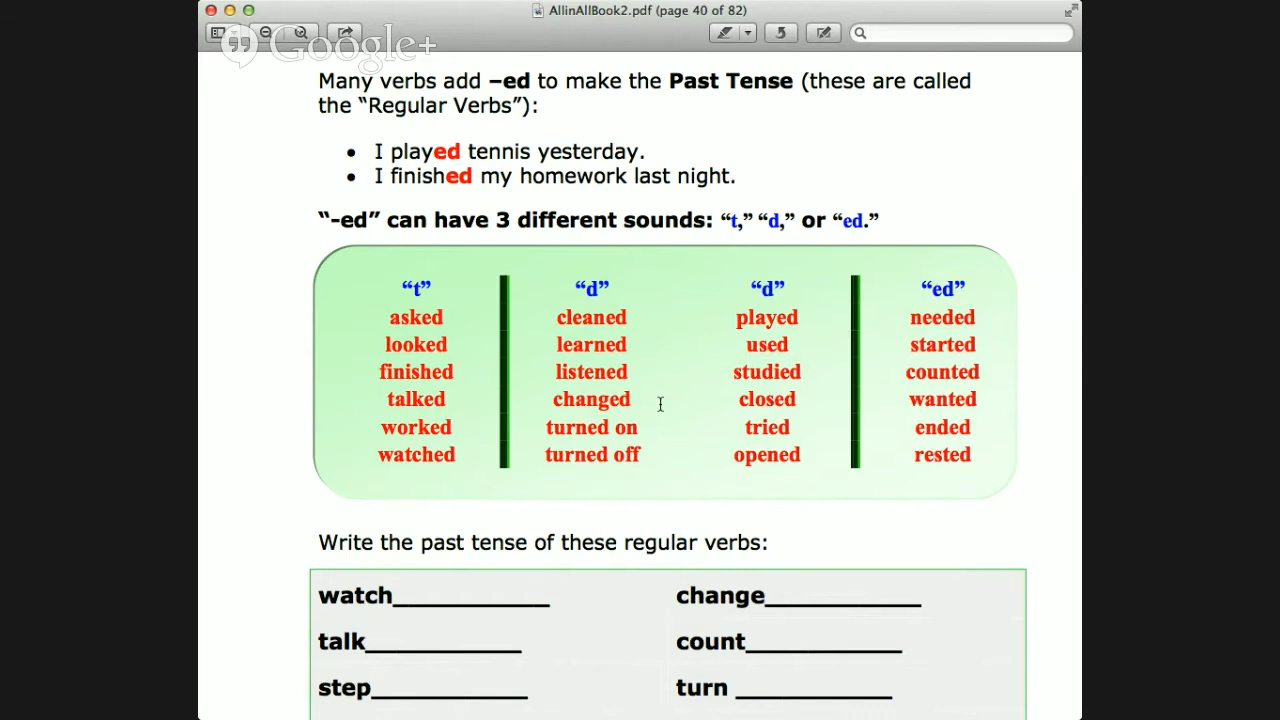 AllinAllBook2.pdf (page 40 of 82)
Google+
Many verbs add –ed to make the Past Tense (these are called
the “Regular Verbs”):
• I played tennis yesterday.
• I finished my homework last night.
“-ed” can have 3 different sounds: “t,” “d,” or “ed.”
“t” “d” “d” “ed”
asked cleaned played needed
looked learned used started
finished listened studied counted
talked changed closed wanted
worked turned on tried ended
watched turned off opened rested
Write the past tense of these regular verbs:
watch____________ change____________
talk____________ count____________
step____________ turn ____________